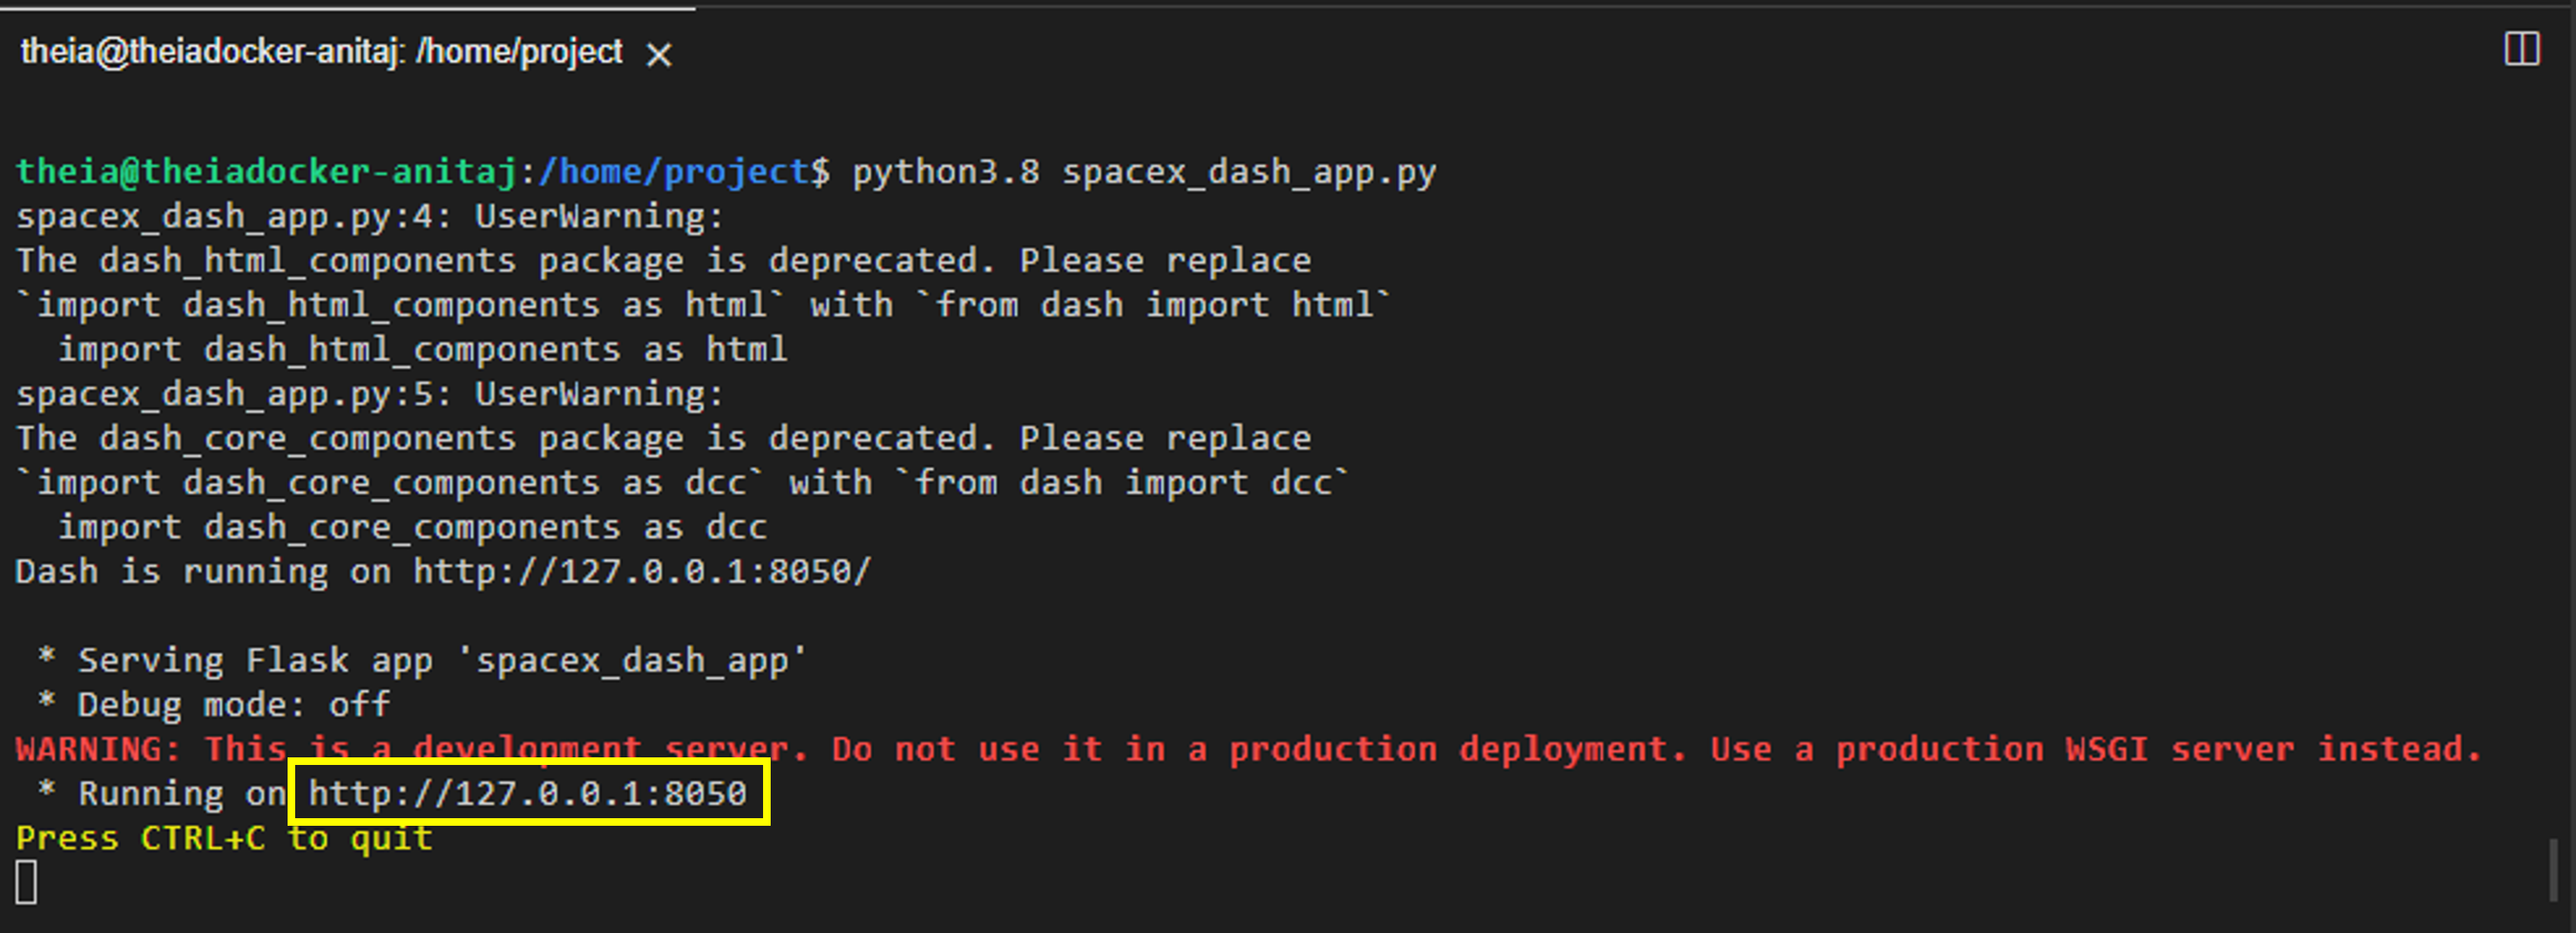 theia@theiadocker-anitaj: /home/project ×
theia@theiadocker-anitaj:/home/project$ python3.8 spacex_dash_app.py
spacex_dash_app.py:4: UserWarning:
The dash_html_components package is deprecated. Please replace
`import dash_html_components as html` with `from dash import html`
  import dash_html_components as html
spacex_dash_app.py:5: UserWarning:
The dash_core_components package is deprecated. Please replace
`import dash_core_components as dcc` with `from dash import dcc`
  import dash_core_components as dcc
Dash is running on http://127.0.0.1:8050/
 * Serving Flask app 'spacex_dash_app'
 * Debug mode: off
WARNING: This is a development server. Do not use it in a production deployment. Use a production WSGI server instead.
 * Running on http://127.0.0.1:8050
Press CTRL+C to quit